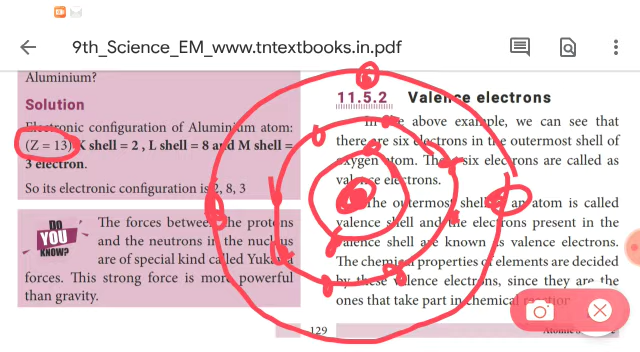 9th_Science_EM_www.tntextbooks.in.pdf
Aluminium?
Solution
Electronic configuration of Aluminium atom:
(Z = 13) K shell = 2 , L shell = 8 and M shell =
3 electron.
So its electronic configuration is 2, 8, 3
DO
YOU
KNOW?
The forces between the protons
and the neutrons in the nucleus
are of special kind called Yukawa
forces. This strong force is more powerful
than gravity.
11.5.2 Valence electrons
In the above example, we can see that
there are six electrons in the outermost shell of
oxygen atom. These six electrons are called as
valence electrons.
The outermost shell of an atom is called
valence shell and the electrons present in the
valence shell are known as valence electrons.
The chemical properties of elements are decided
by these valence electrons, since they are the
ones that take part in chemical reaction
129